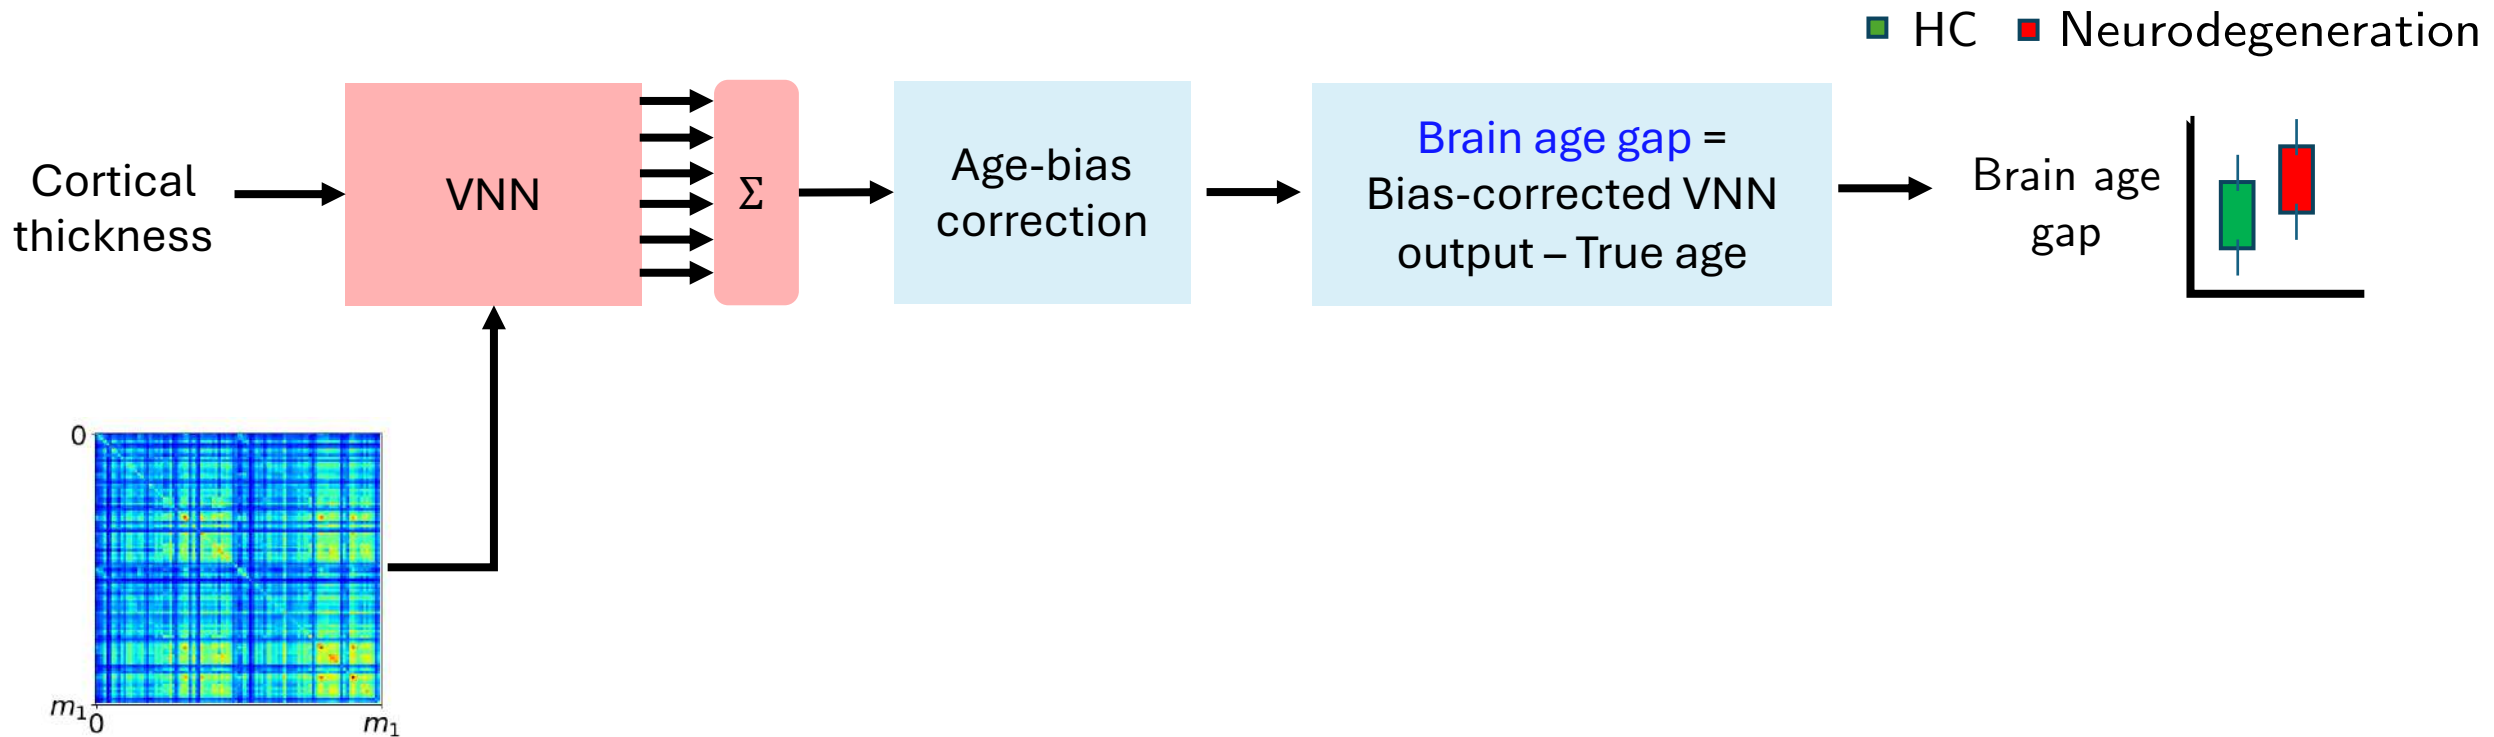 HC Neurodegeneration
Cortical
thickness
VNN
Σ
Age-bias
correction
Brain age gap =
Bias-corrected VNN
output – True age
Brain age
gap
0
m₁
0
m₁